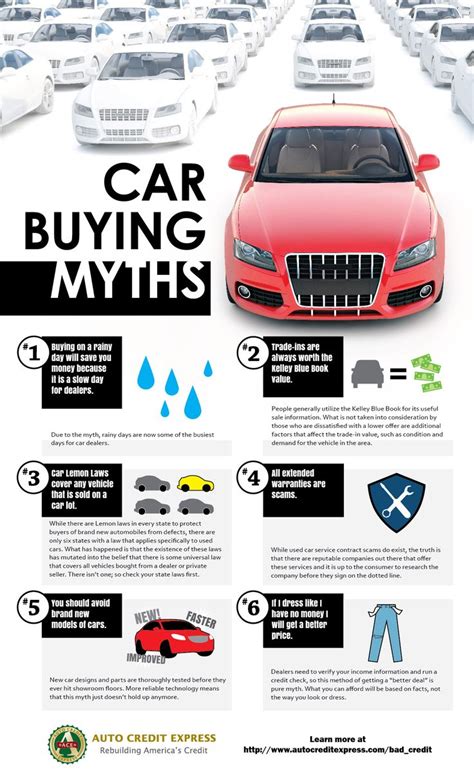 CAR
BUYING
MYTHS
#1
Buying on a rainy
day will save you
money because
it is a slow day
for dealers.
Due to the myth, rainy days are now some of the busiest
days for car dealers.
#2
Trade-ins are
always worth the
Kelley Blue Book
value.
People generally utilize the Kelley Blue Book for its useful
sale information. What is not taken into consideration by
those who are dissatisfied with a lower offer are additional
factors that affect the trade-in value, such as condition and
demand for the vehicle in the area.
#3
Car Lemon Laws
cover any vehicle
that is sold on a
car lot.
While there are Lemon laws in every state to protect
buyers of brand new automobiles from defects, there are
only six states with a law that applies specifically to used
cars. What has happened is that the existence of these laws
has mutated into the belief that there is some universal law
that covers all vehicles bought from a dealer or private
seller. There isn't one; so check your state laws first.
#4
All extended
warranties are
scams.
While used car service contract scams do exist, the truth is
that there are reputable companies out there that offer
protection and it is up to the consumer to research the
company before they sign on the dotted line.
#5
You should avoid
brand new
models of cars.
NEW!
FASTER
IMPROVED
New car designs and parts are thoroughly tested before they
ever hit showroom floors. More reliable technology means
that this myth just doesn't hold up anymore.
#6
If I dress like I
have no money I
will get a better
price.
Dealers need to verify your income information and run a
credit check, so this method of getting a "better deal" is
pure myth. What you can afford will be based on facts, not
the way you look or dress.
ACE
AUTO CREDIT EXPRESS
Rebuilding America's Credit
Learn more at
http://www.autocreditexpress.com/bad_credit